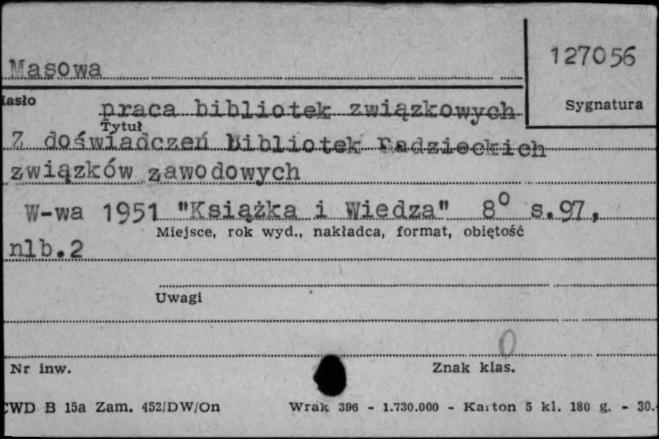 127056
Masowa
Hasło
Sygnatura
praca bibliotek związkowych
Tytuł
Z doświadczeń bibliotek Radzieckich
związków zawodowych
W-wa 1951 "Książka i Wiedza" 8° s.97,
Miejsce, rok wyd., nakładca, format, objętość
nlb.2
Uwagi
0
Nr inw.
Znak klas.
CWD B 15a Zam. 452/DW/On Wrak 396 - 1.730.000 - Karton 5 kl. 180 g. - 30.